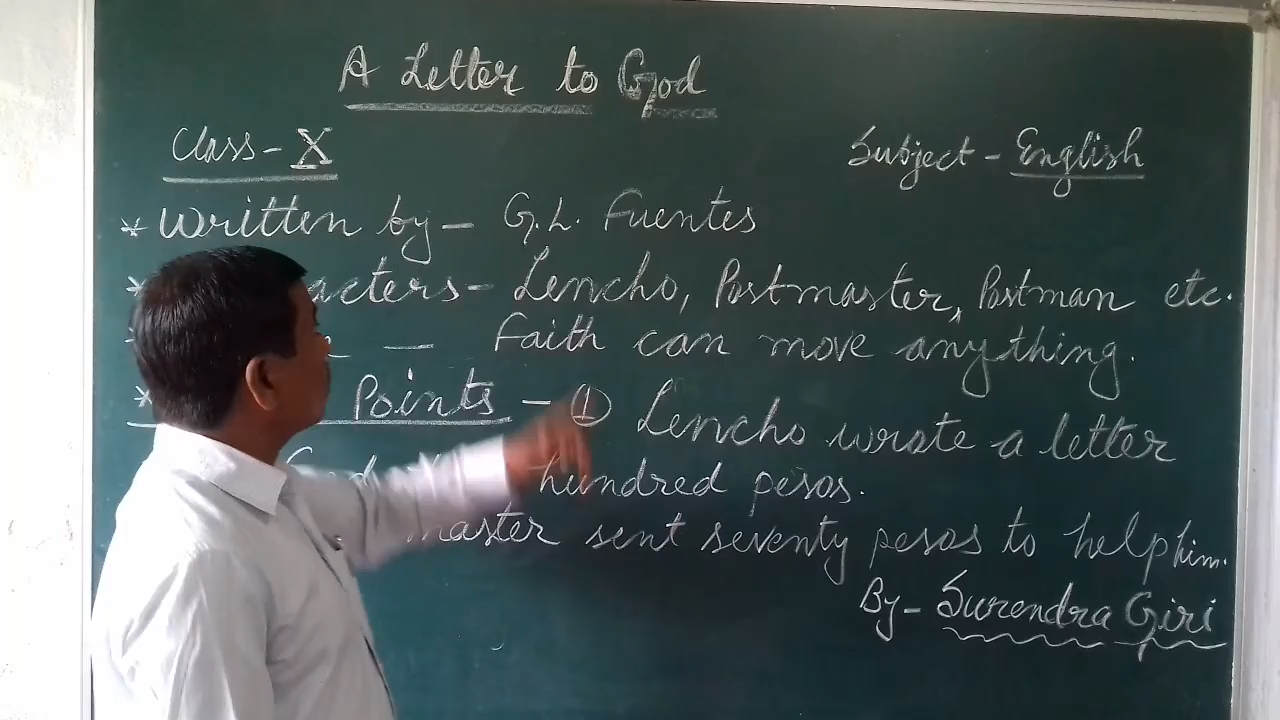 A Letter to God
Class - X
Subject - English
* Written by - G.L. Fuentes
* acters - Lencho, Postmaster, Postman etc.
* - Faith can move anything.
* Points - ① Lencho wrote a letter
God hundred pesos.
master sent seventy pesos to help him.
By - Surendra Giri